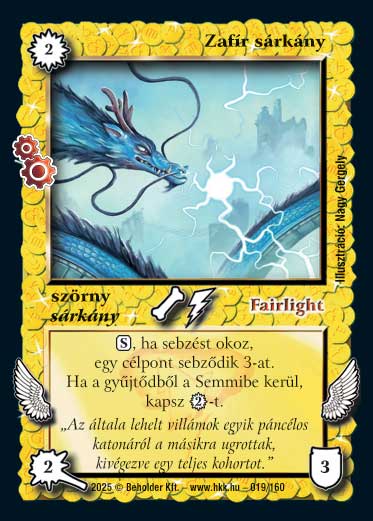 2
Zafír sárkány
Illusztráció: Nagy Gergely
szörny
sárkány
Fairlight
S, ha sebzést okoz,
egy célpont sebződik 3-at.
Ha a gyűjtődből a Semmibe kerül,
kapsz 2-t.
„Az általa lehelt villámok egyik páncélos
katonáról a másikra ugrottak,
kivégezve egy teljes kohortot.”
2
3
2025 © Beholder Kft. – www.hkk.hu – 019/160